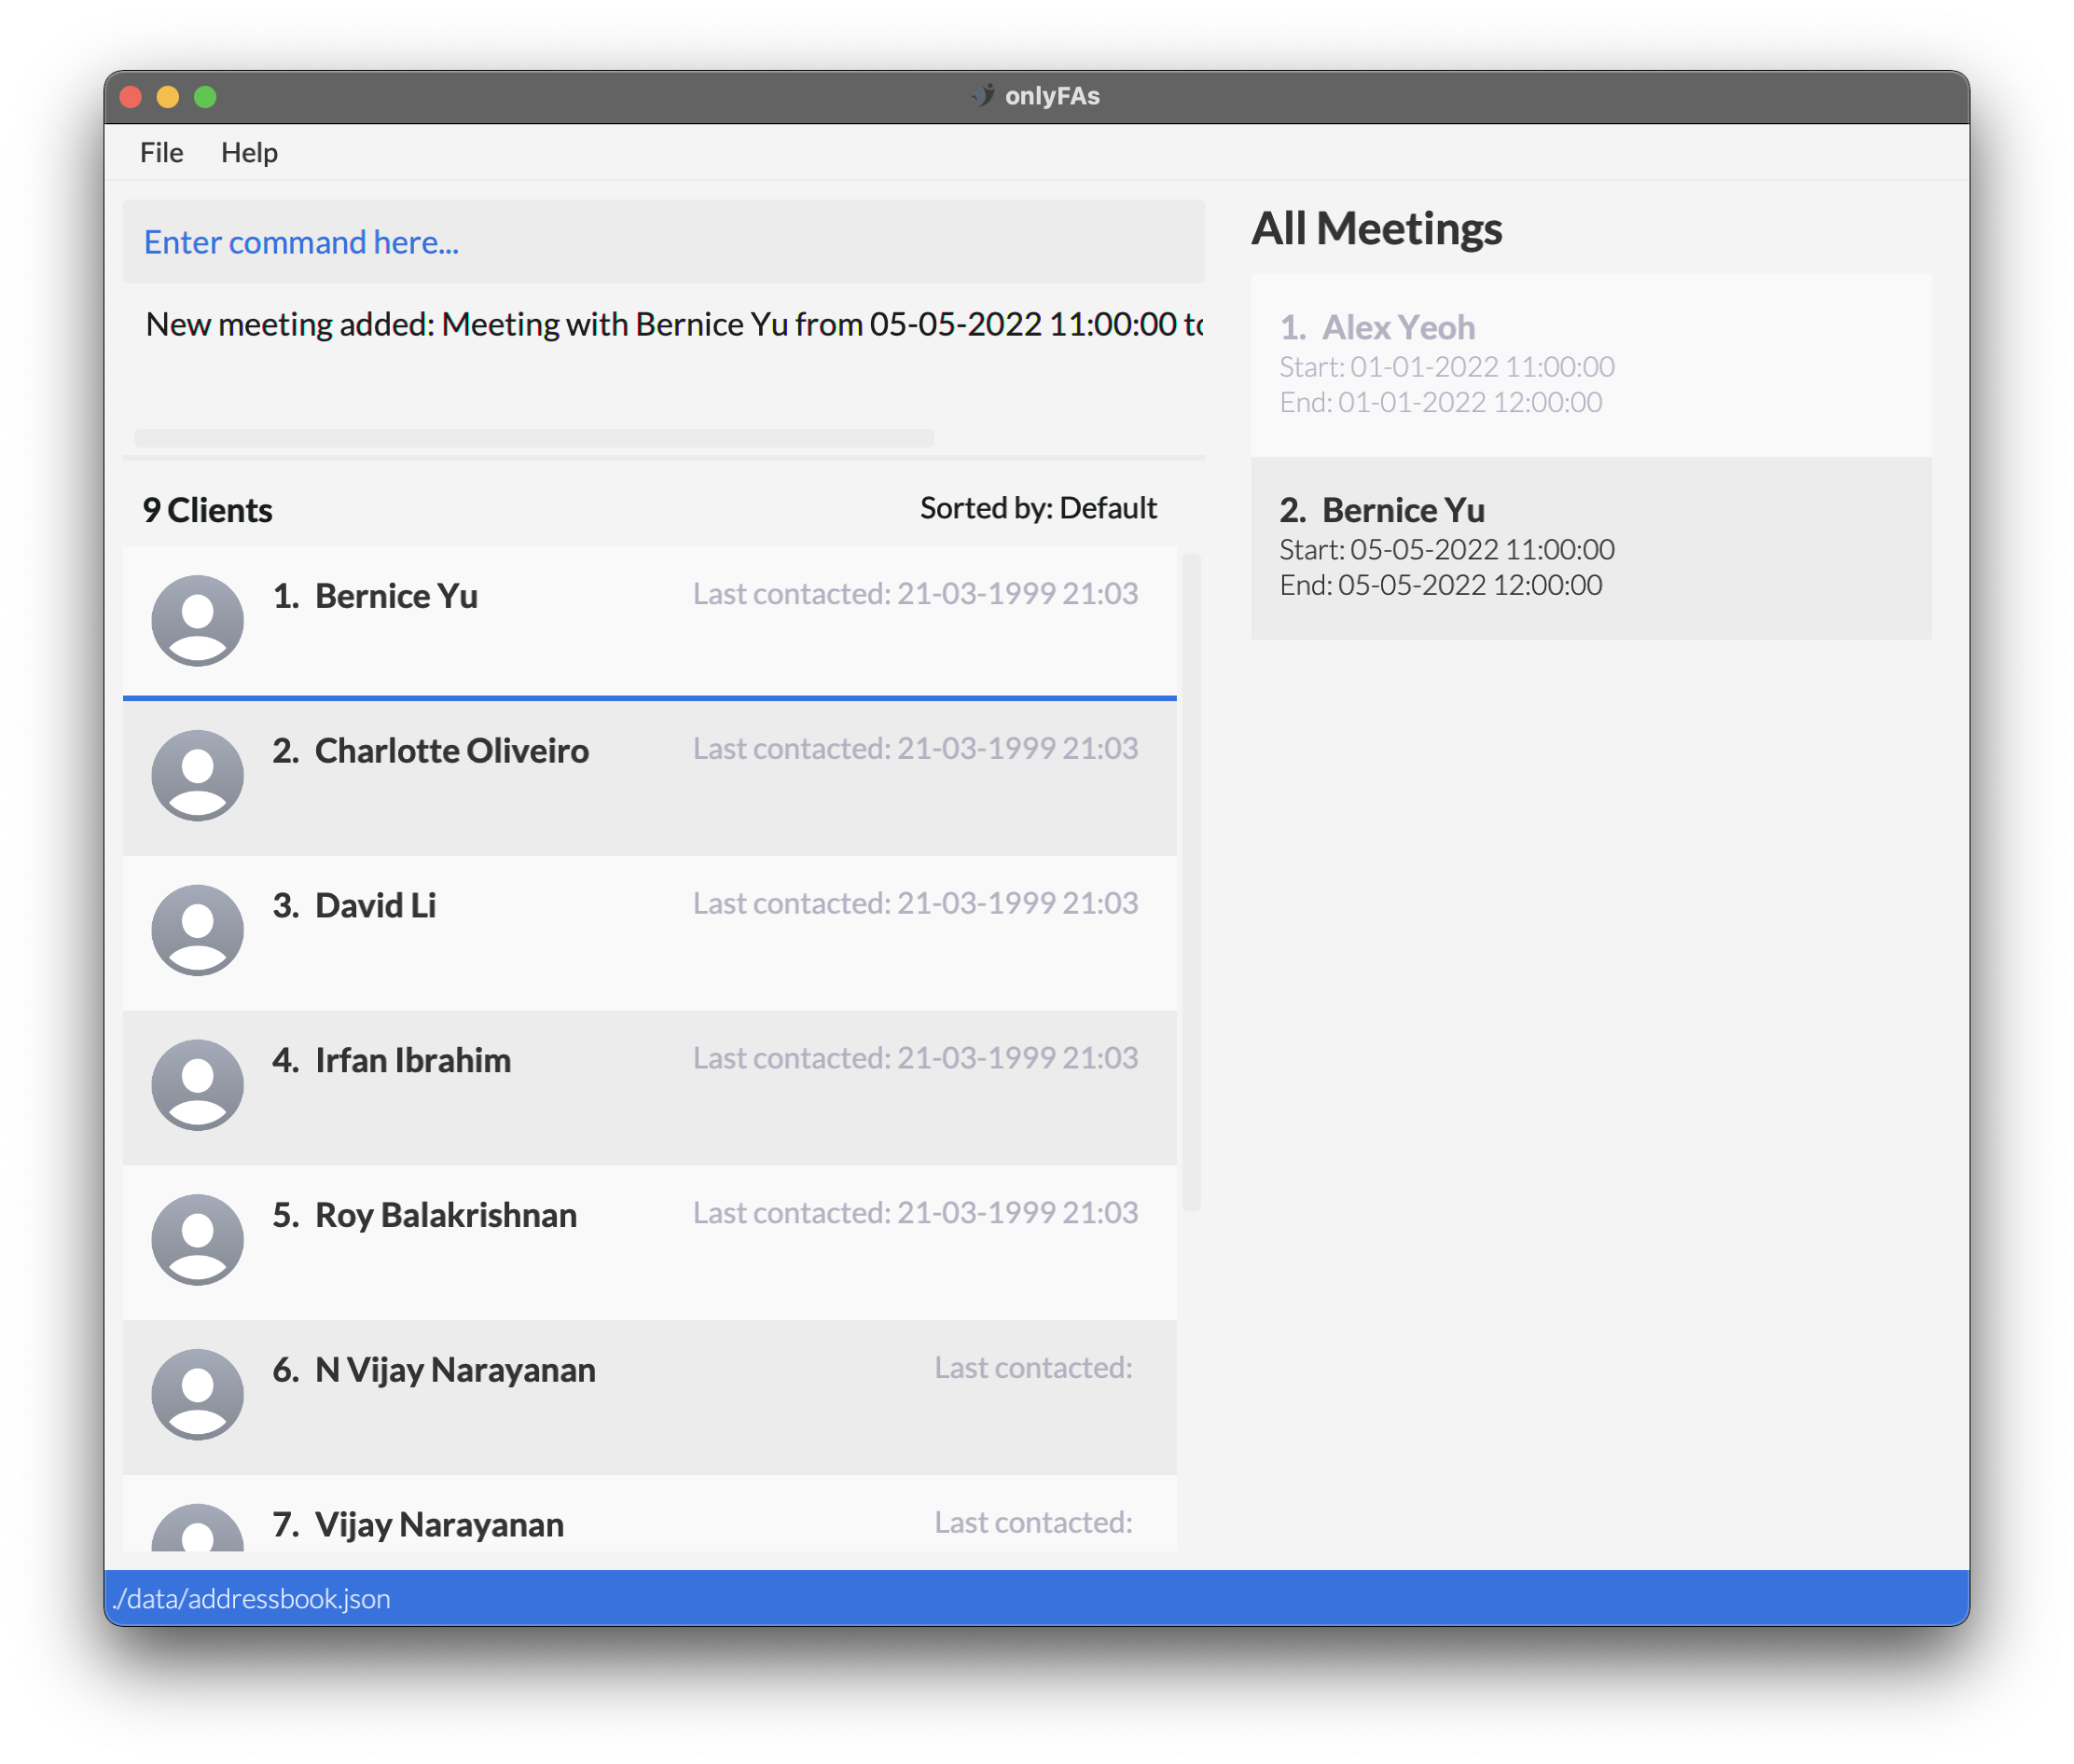 onlyFAs
File Help
Enter command here...
New meeting added: Meeting with Bernice Yu from 05-05-2022 11:00:00 to
9 Clients
Sorted by: Default
1. Bernice Yu
Last contacted: 21-03-1999 21:03
2. Charlotte Oliveiro
Last contacted: 21-03-1999 21:03
3. David Li
Last contacted: 21-03-1999 21:03
4. Irfan Ibrahim
Last contacted: 21-03-1999 21:03
5. Roy Balakrishnan
Last contacted: 21-03-1999 21:03
6. N Vijay Narayanan
Last contacted:
7. Vijay Narayanan
Last contacted:
All Meetings
1. Alex Yeoh
Start: 01-01-2022 11:00:00
End: 01-01-2022 12:00:00
2. Bernice Yu
Start: 05-05-2022 11:00:00
End: 05-05-2022 12:00:00
./data/addressbook.json